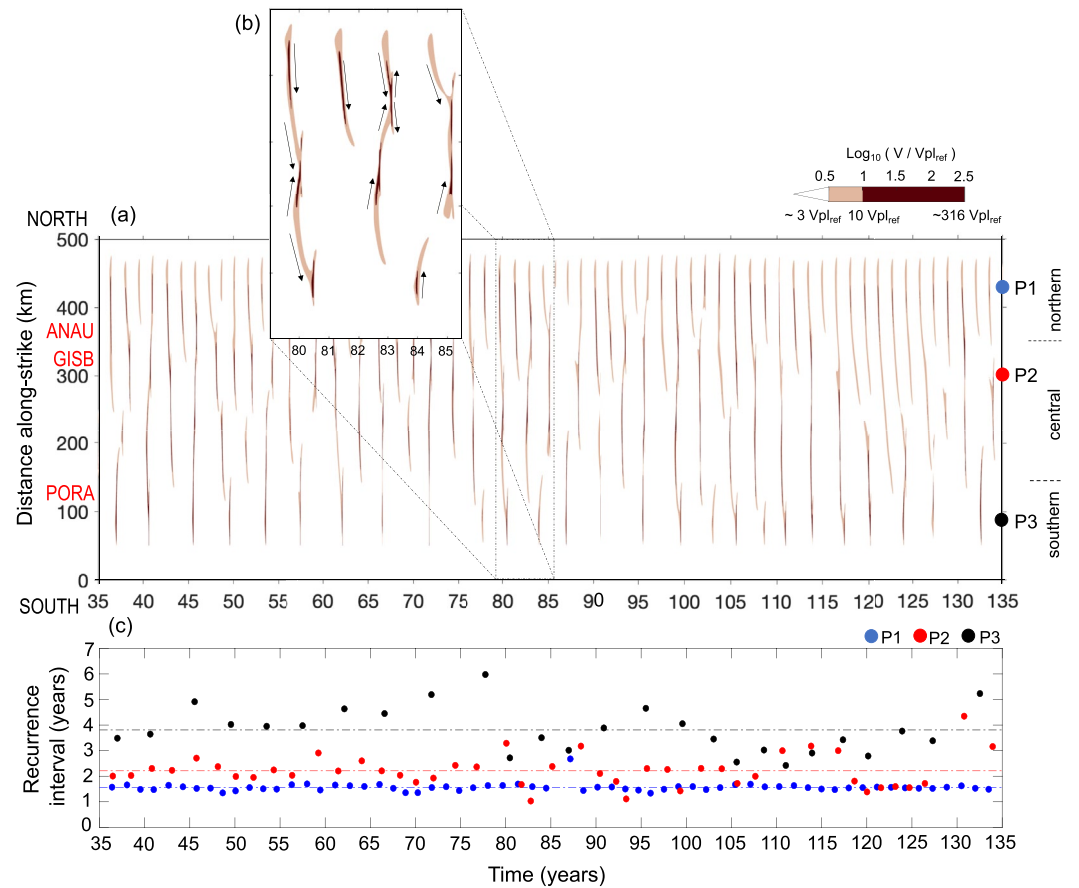 (b)
Log10 ( V / Vplref )
0.5 1 1.5 2 2.5
~ 3 Vplref 10 Vplref ~316 Vplref
NORTH (a)
500
400
300
200
100
0
Distance along-strike (km)
ANAU
GISB
PORA
80 81 82 83 84 85
P1
P2
P3
northern
central
southern
SOUTH
35 40 45 50 55 60 65 70 75 80 85 90 95 100 105 110 115 120 125 130 135
(c)
P1 P2 P3
7
6
5
4
3
2
1
0
Recurrence
interval (years)
35 40 45 50 55 60 65 70 75 80 85 90 95 100 105 110 115 120 125 130 135
Time (years)